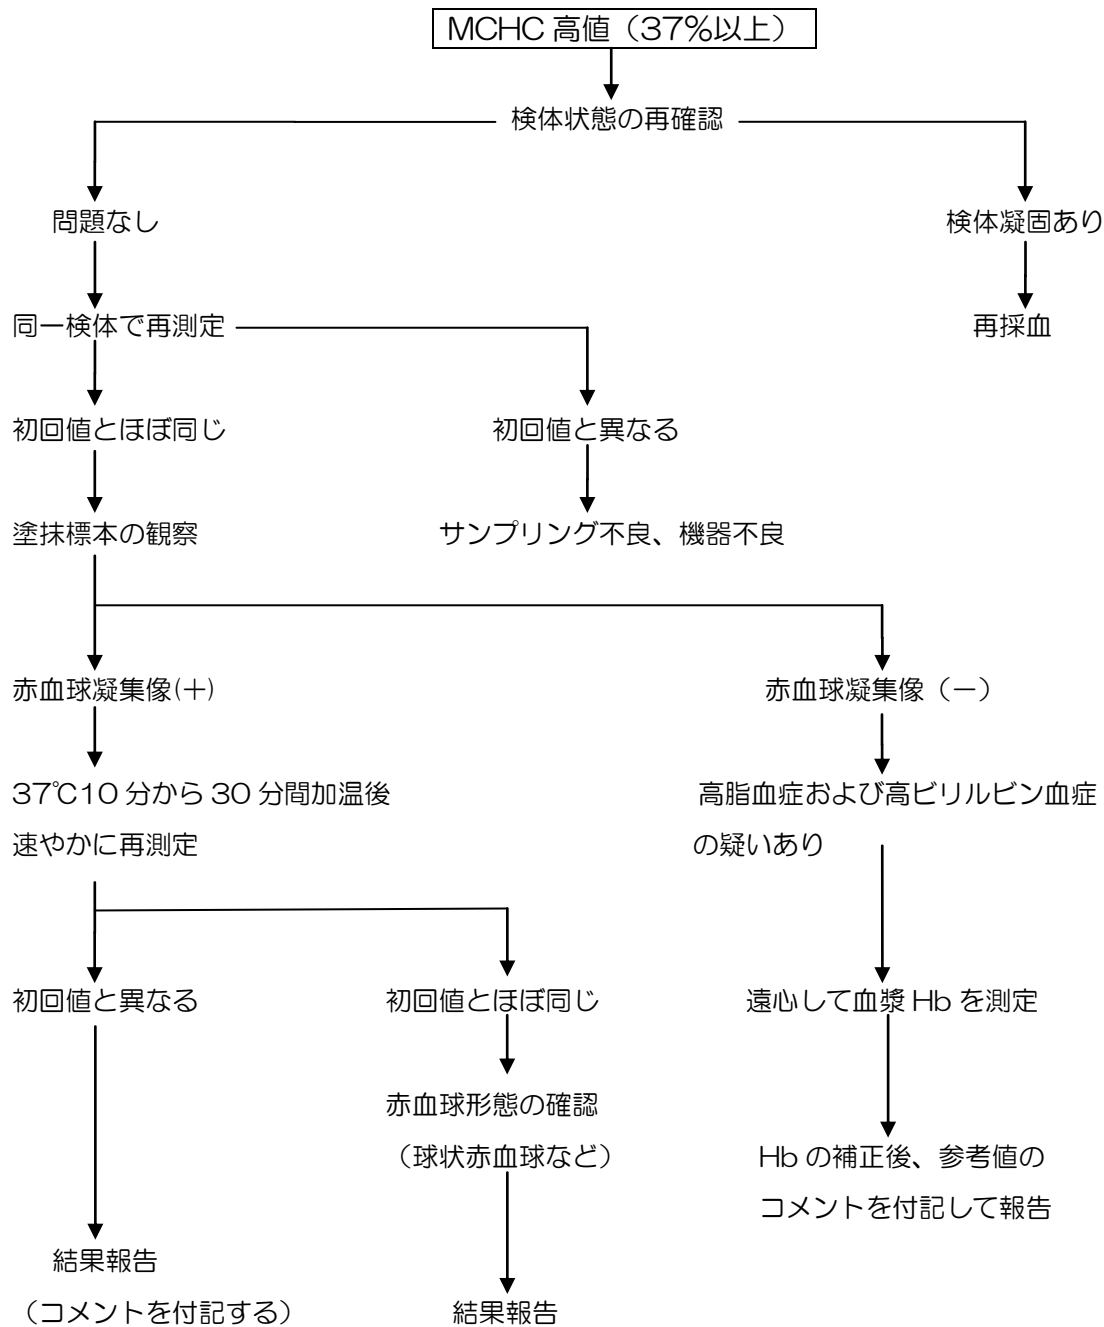 MCHC 高値（37%以上）
検体状態の再確認
問題なし
検体凝固あり
同一検体で再測定
再採血
初回値とほぼ同じ
初回値と異なる
塗抹標本の観察
サンプリング不良、機器不良
赤血球凝集像(+)
赤血球凝集像（－）
37℃10 分から 30 分間加温後
速やかに再測定
高脂血症および高ビリルビン血症
の疑いあり
初回値と異なる
初回値とほぼ同じ
遠心して血漿 Hb を測定
赤血球形態の確認
（球状赤血球など）
Hb の補正後、参考値の
コメントを付記して報告
結果報告
（コメントを付記する）
結果報告